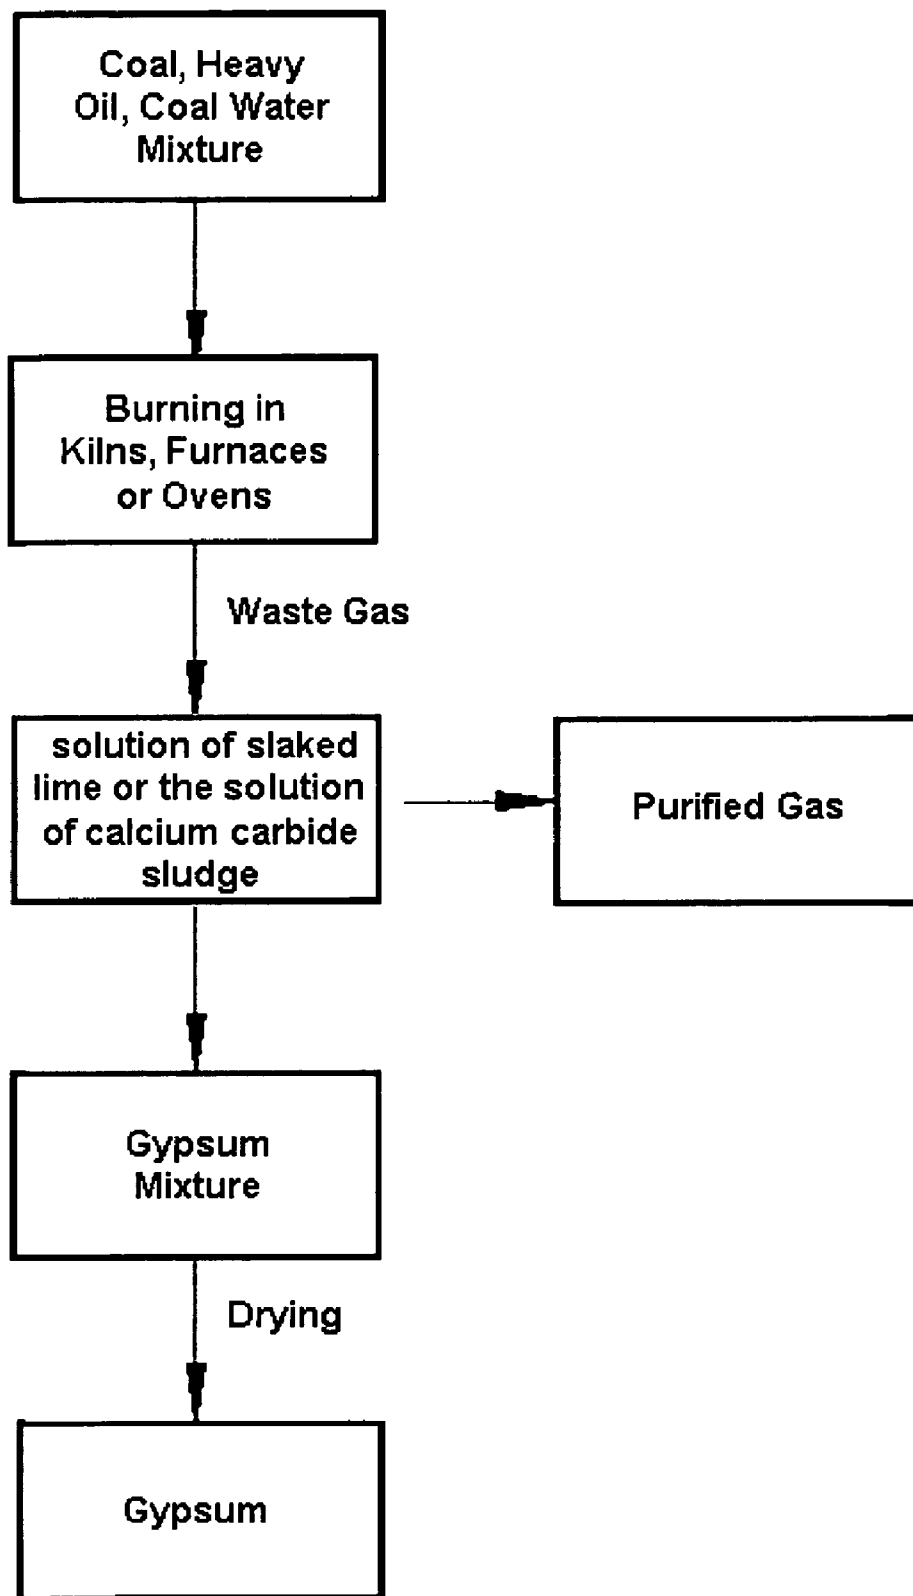 Coal, Heavy
Oil, Coal Water
Mixture
Burning in
Kilns, Furnaces
or Ovens
Waste Gas
solution of slaked
lime or the solution
of calcium carbide
sludge
Purified Gas
Gypsum
Mixture
Drying
Gypsum